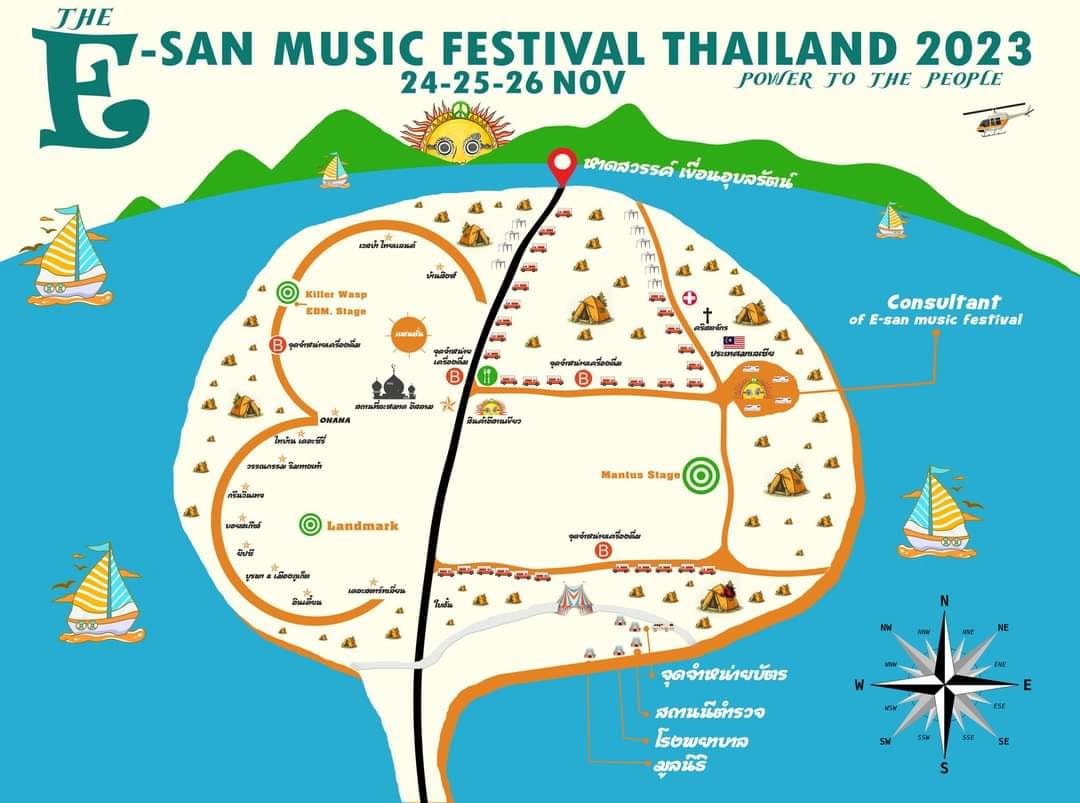 THE
E-SAN MUSIC FESTIVAL THAILAND 2023
24-25-26 NOV
POWER TO THE PEOPLE
หาดสวรรค์ เขื่อนอุบลรัตน์
เวสป้า ไทยแลนด์
บ้านสิงห์
Killer Wasp
EDM. Stage
แดนซั่น
B
จุดจำหน่ายเครื่องดื่ม
จุดจำหน่าย
เครื่องดื่ม
B
จุดจำหน่ายเครื่องดื่ม
B
คริสตจักร
ประเทศมาเลเซีย
Consultant
of E-san music festival
สถานที่ละหมาด อิสลาม
สินค้าอีสานเขียว
OHANA
ไทบ้าน เดอะซีรี่
วรรณกรรม ริมทางเท้า
กรีนวินเทจ
Mantus Stage
บอยสเก๊าส์
Landmark
ยิปซี
จุดจำหน่ายเครื่องดื่ม
B
บูรพา & เมืองภูเก็ต
อินเดี่ยน
เดอะสตาร์ทเมี่ยน
ใบขั้น
จุดจำหน่ายบัตร
สถานนีตำรวจ
โรงพยาบาล
มูลนิธิ
N
NNW
NNE
NW
NE
WNW
ENE
W
E
WSW
ESE
SW
SE
SSW
SSE
S